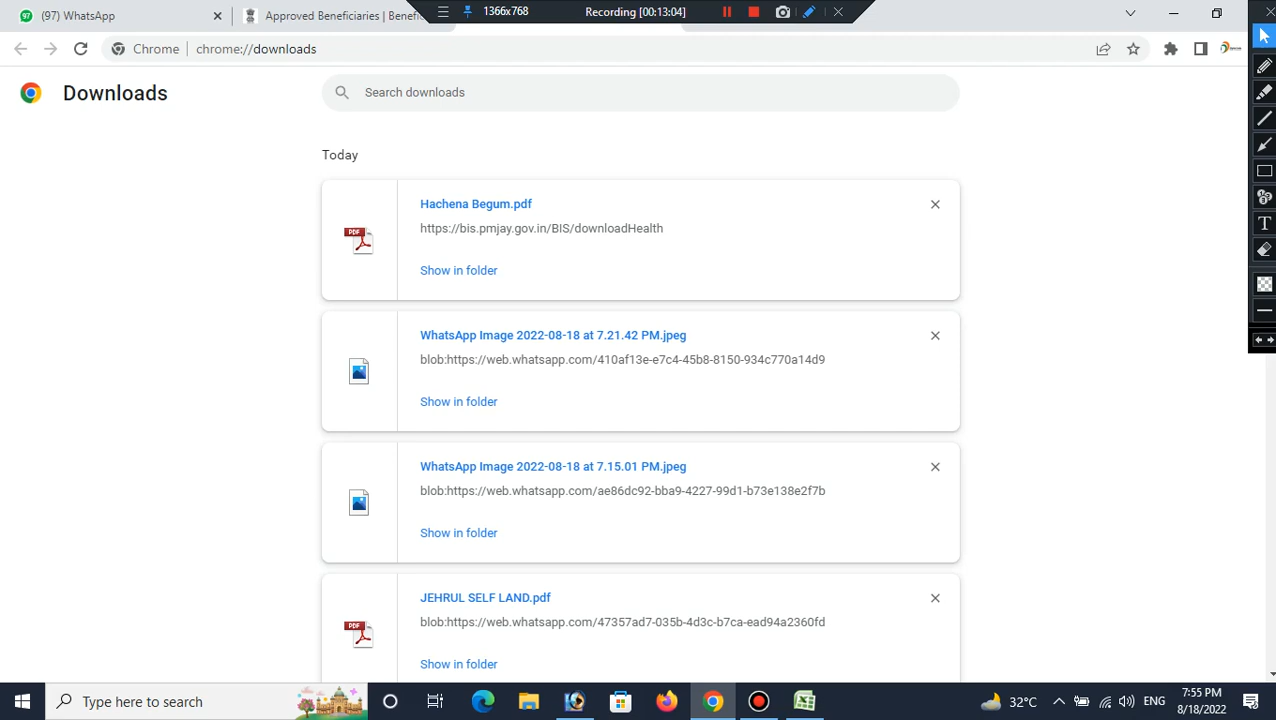 1366x768 Recording [00:13:04]
97 (97) WhatsApp Approved Beneficiaries | Benef
Chrome chrome://downloads
Downloads
Search downloads
Today
Hachena Begum.pdf
https://bis.pmjay.gov.in/BIS/downloadHealth
Show in folder
WhatsApp Image 2022-08-18 at 7.21.42 PM.jpeg
blob:https://web.whatsapp.com/410af13e-e7c4-45b8-8150-934c770a14d9
Show in folder
WhatsApp Image 2022-08-18 at 7.15.01 PM.jpeg
blob:https://web.whatsapp.com/ae86dc92-bba9-4227-99d1-b73e138e2f7b
Show in folder
JEHRUL SELF LAND.pdf
blob:https://web.whatsapp.com/47357ad7-035b-4d3c-b7ca-ead94a2360fd
Show in folder
Type here to search
32°C
ENG
7:55 PM
8/18/2022